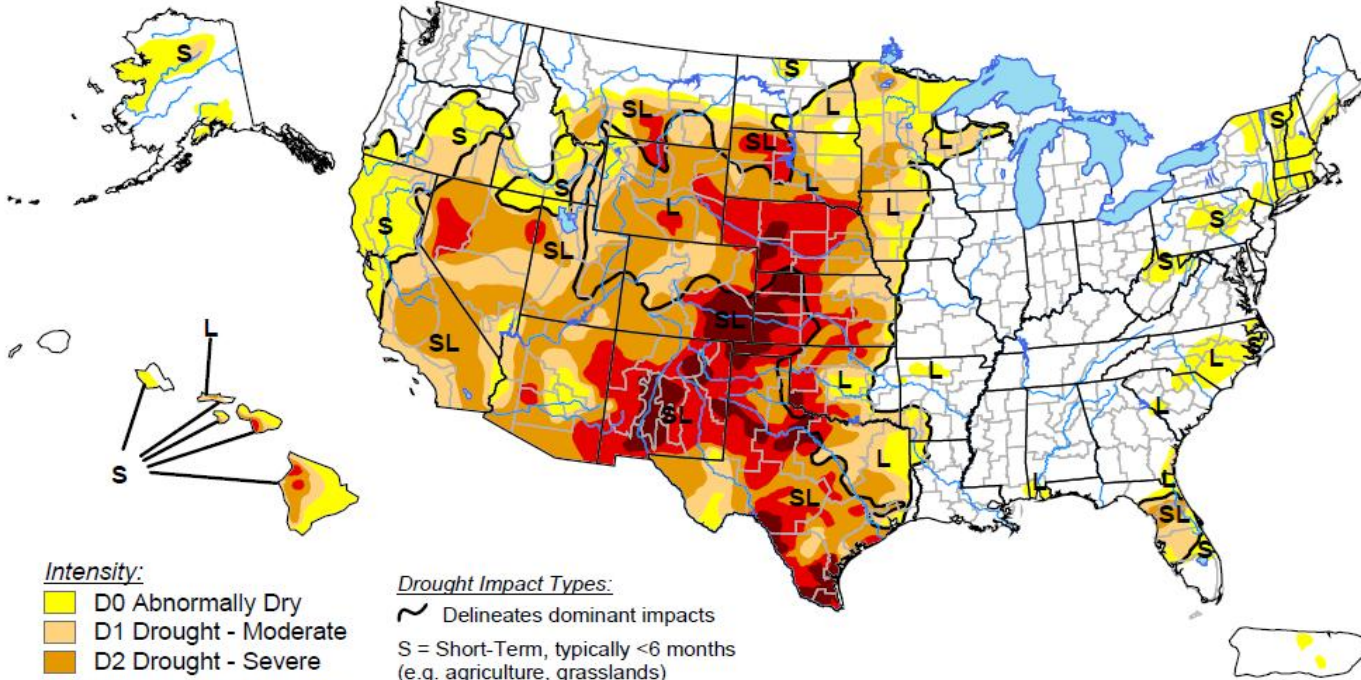 S
S
SL
L
S
SL
L
S
S
L
SL
L
L
S
S
S
SL
L
SL
SL
L
L
L
L
SL
L
SL
L
L
SL
S
L
S
Intensity:
D0 Abnormally Dry
D1 Drought - Moderate
D2 Drought - Severe
Drought Impact Types:
Delineates dominant impacts
S = Short-Term, typically <6 months
(e.g. agriculture, grasslands)